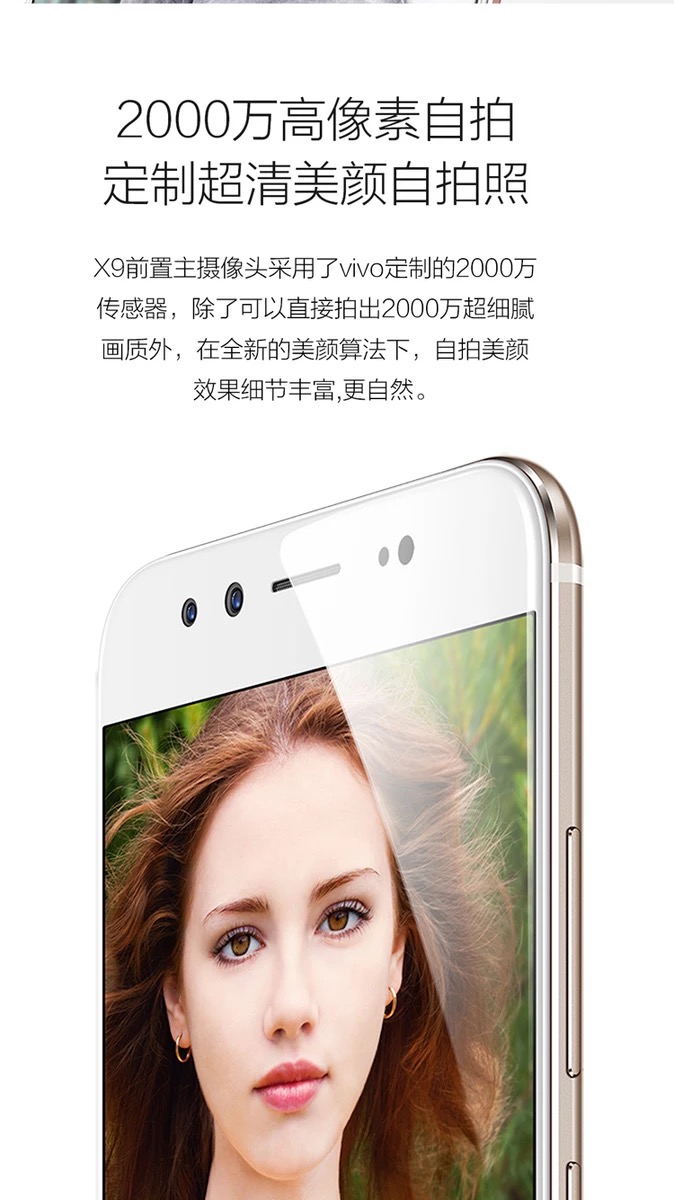 2000万高像素自拍
定制超清美颜自拍照
X9前置主摄像头采用了vivo定制的2000万
传感器，除了可以直接拍出2000万超细腻
画质外，在全新的美颜算法下，自拍美颜
效果细节丰富,更自然。